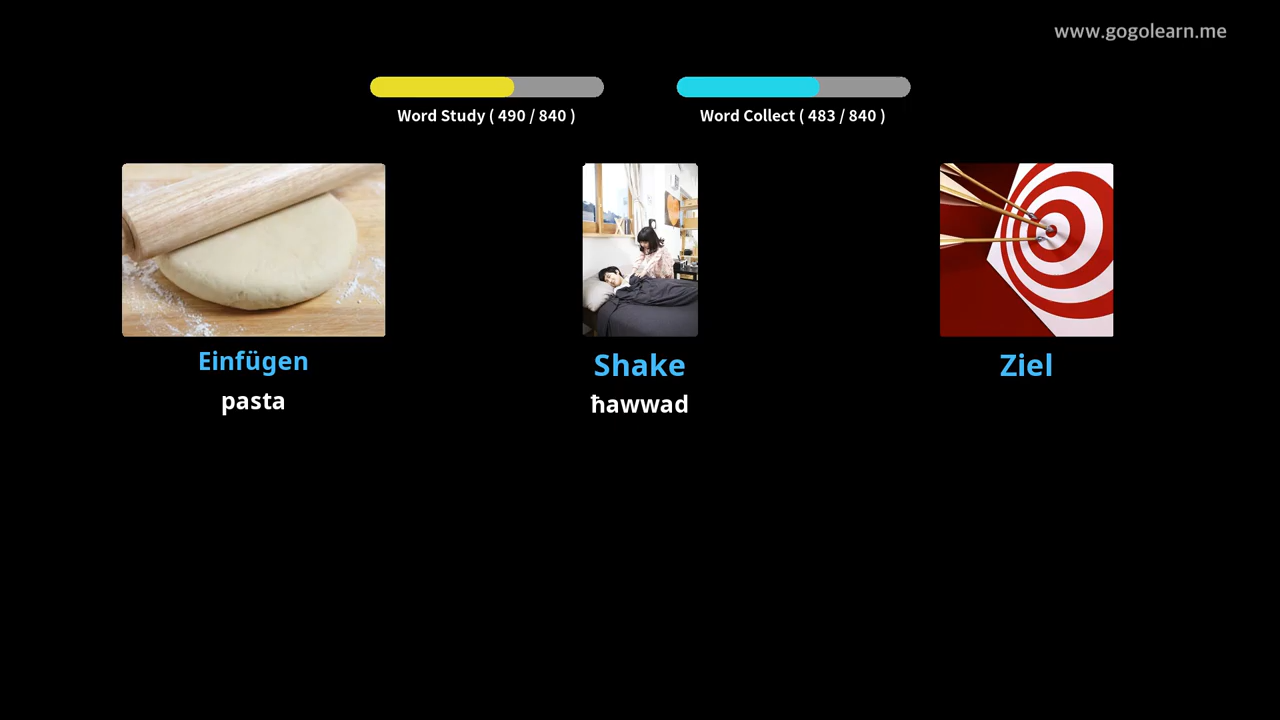 www.gogolearn.me
Word Study ( 490 / 840 )
Word Collect ( 483 / 840 )
Einfügen
pasta
Shake
ħawwad
Ziel